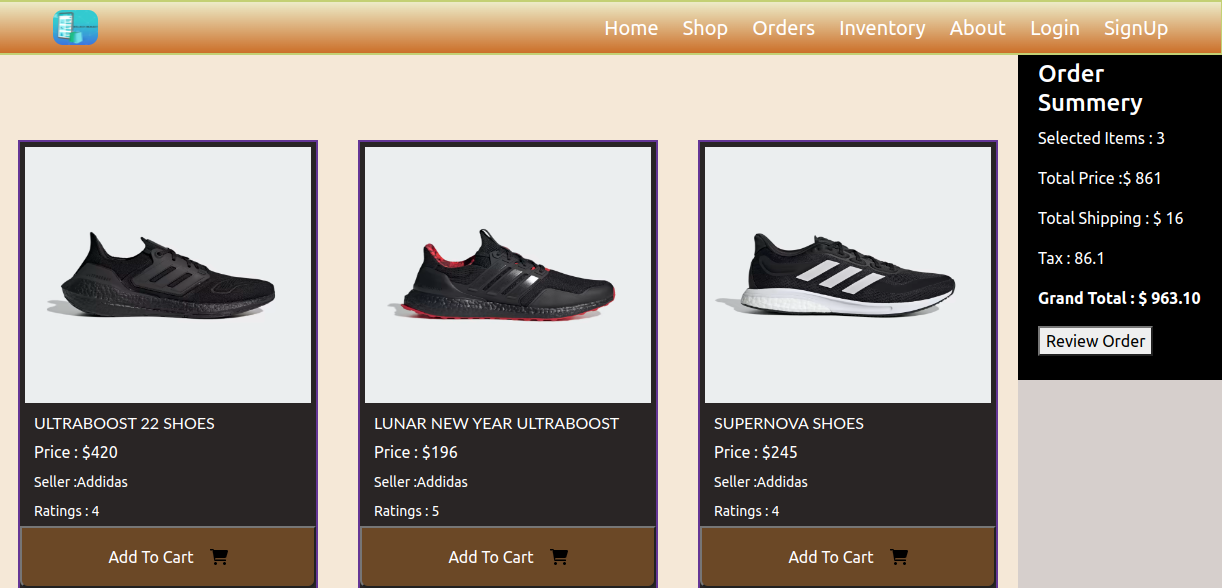 Home Shop Orders Inventory About Login SignUp
Order
Summery
Selected Items : 3
Total Price :$ 861
Total Shipping : $ 16
Tax : 86.1
Grand Total : $ 963.10
Review Order
ULTRABOOST 22 SHOES
Price : $420
Seller :Addidas
Ratings : 4
Add To Cart
LUNAR NEW YEAR ULTRABOOST
Price : $196
Seller :Addidas
Ratings : 5
Add To Cart
SUPERNOVA SHOES
Price : $245
Seller :Addidas
Ratings : 4
Add To Cart